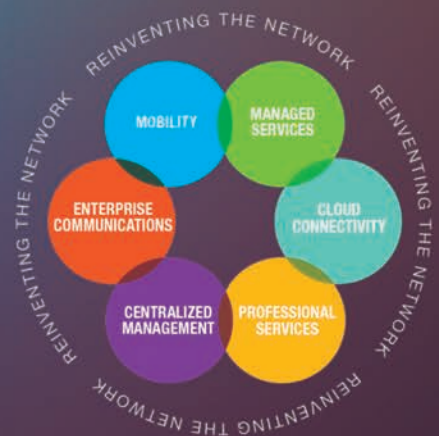 REINVENTING THE NETWORK
REINVENTING THE NETWORK
REINVENTING THE NETWORK
REINVENTING THE NETWORK
MOBILITY
MANAGED
SERVICES
ENTERPRISE
COMMUNICATIONS
CLOUD
CONNECTIVITY
CENTRALIZED
MANAGEMENT
PROFESSIONAL
SERVICES